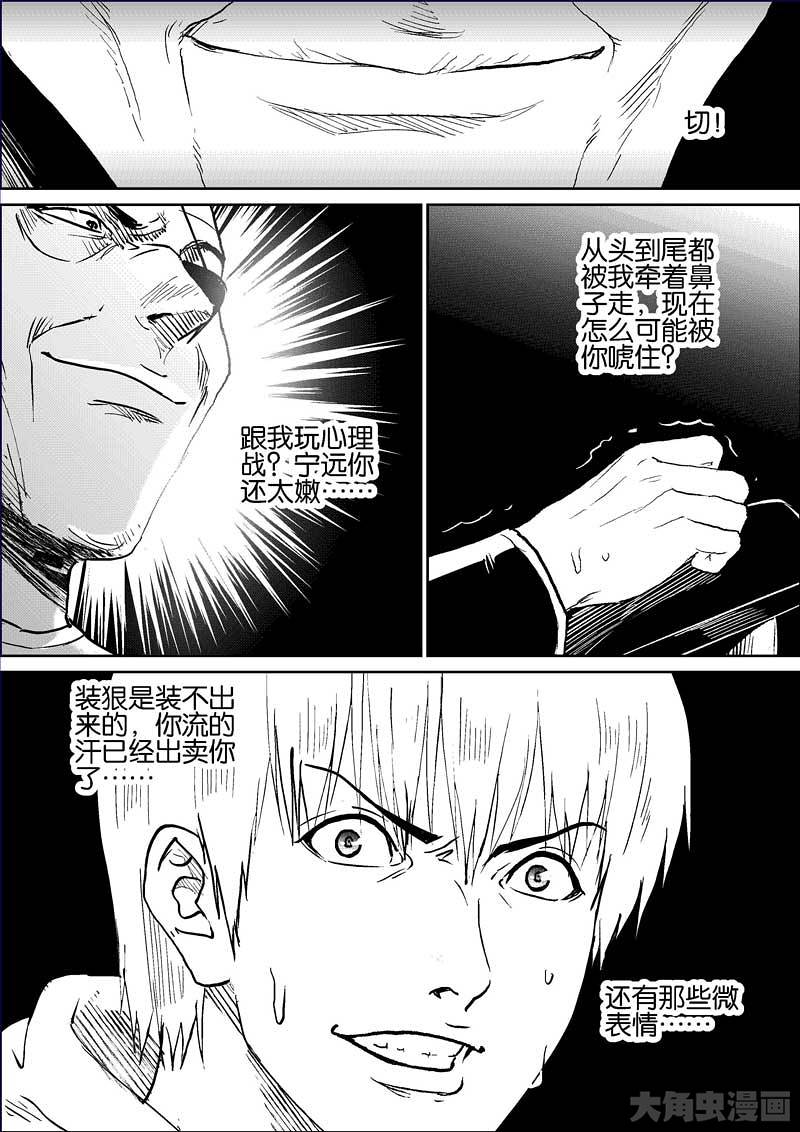 切!
从头到尾都
被我牵着鼻
子走,现在
怎么可能被
你唬住?
跟我玩心理
战?宁远你
还太嫩……
装狠是装不出
来的,你流的
汗已经出卖你
了……
还有那些微
表情……
大角虫漫画